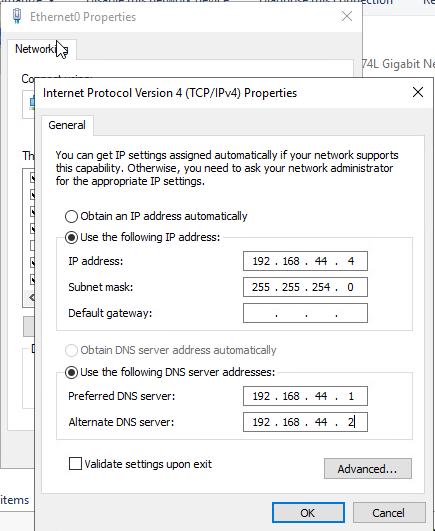 Ethernet0 Properties
Networking
74L Gigabit Ne
Internet Protocol Version 4 (TCP/IPv4) Properties
General
You can get IP settings assigned automatically if your network supports
this capability. Otherwise, you need to ask your network administrator
for the appropriate IP settings.
Obtain an IP address automatically
Use the following IP address:
IP address: 192 . 168 . 44 . 4
Subnet mask: 255 . 255 . 254 . 0
Default gateway: . . .
Obtain DNS server address automatically
Use the following DNS server addresses:
Preferred DNS server: 192 . 168 . 44 . 1
Alternate DNS server: 192 . 168 . 44 . 2
Validate settings upon exit
Advanced...
items
OK Cancel